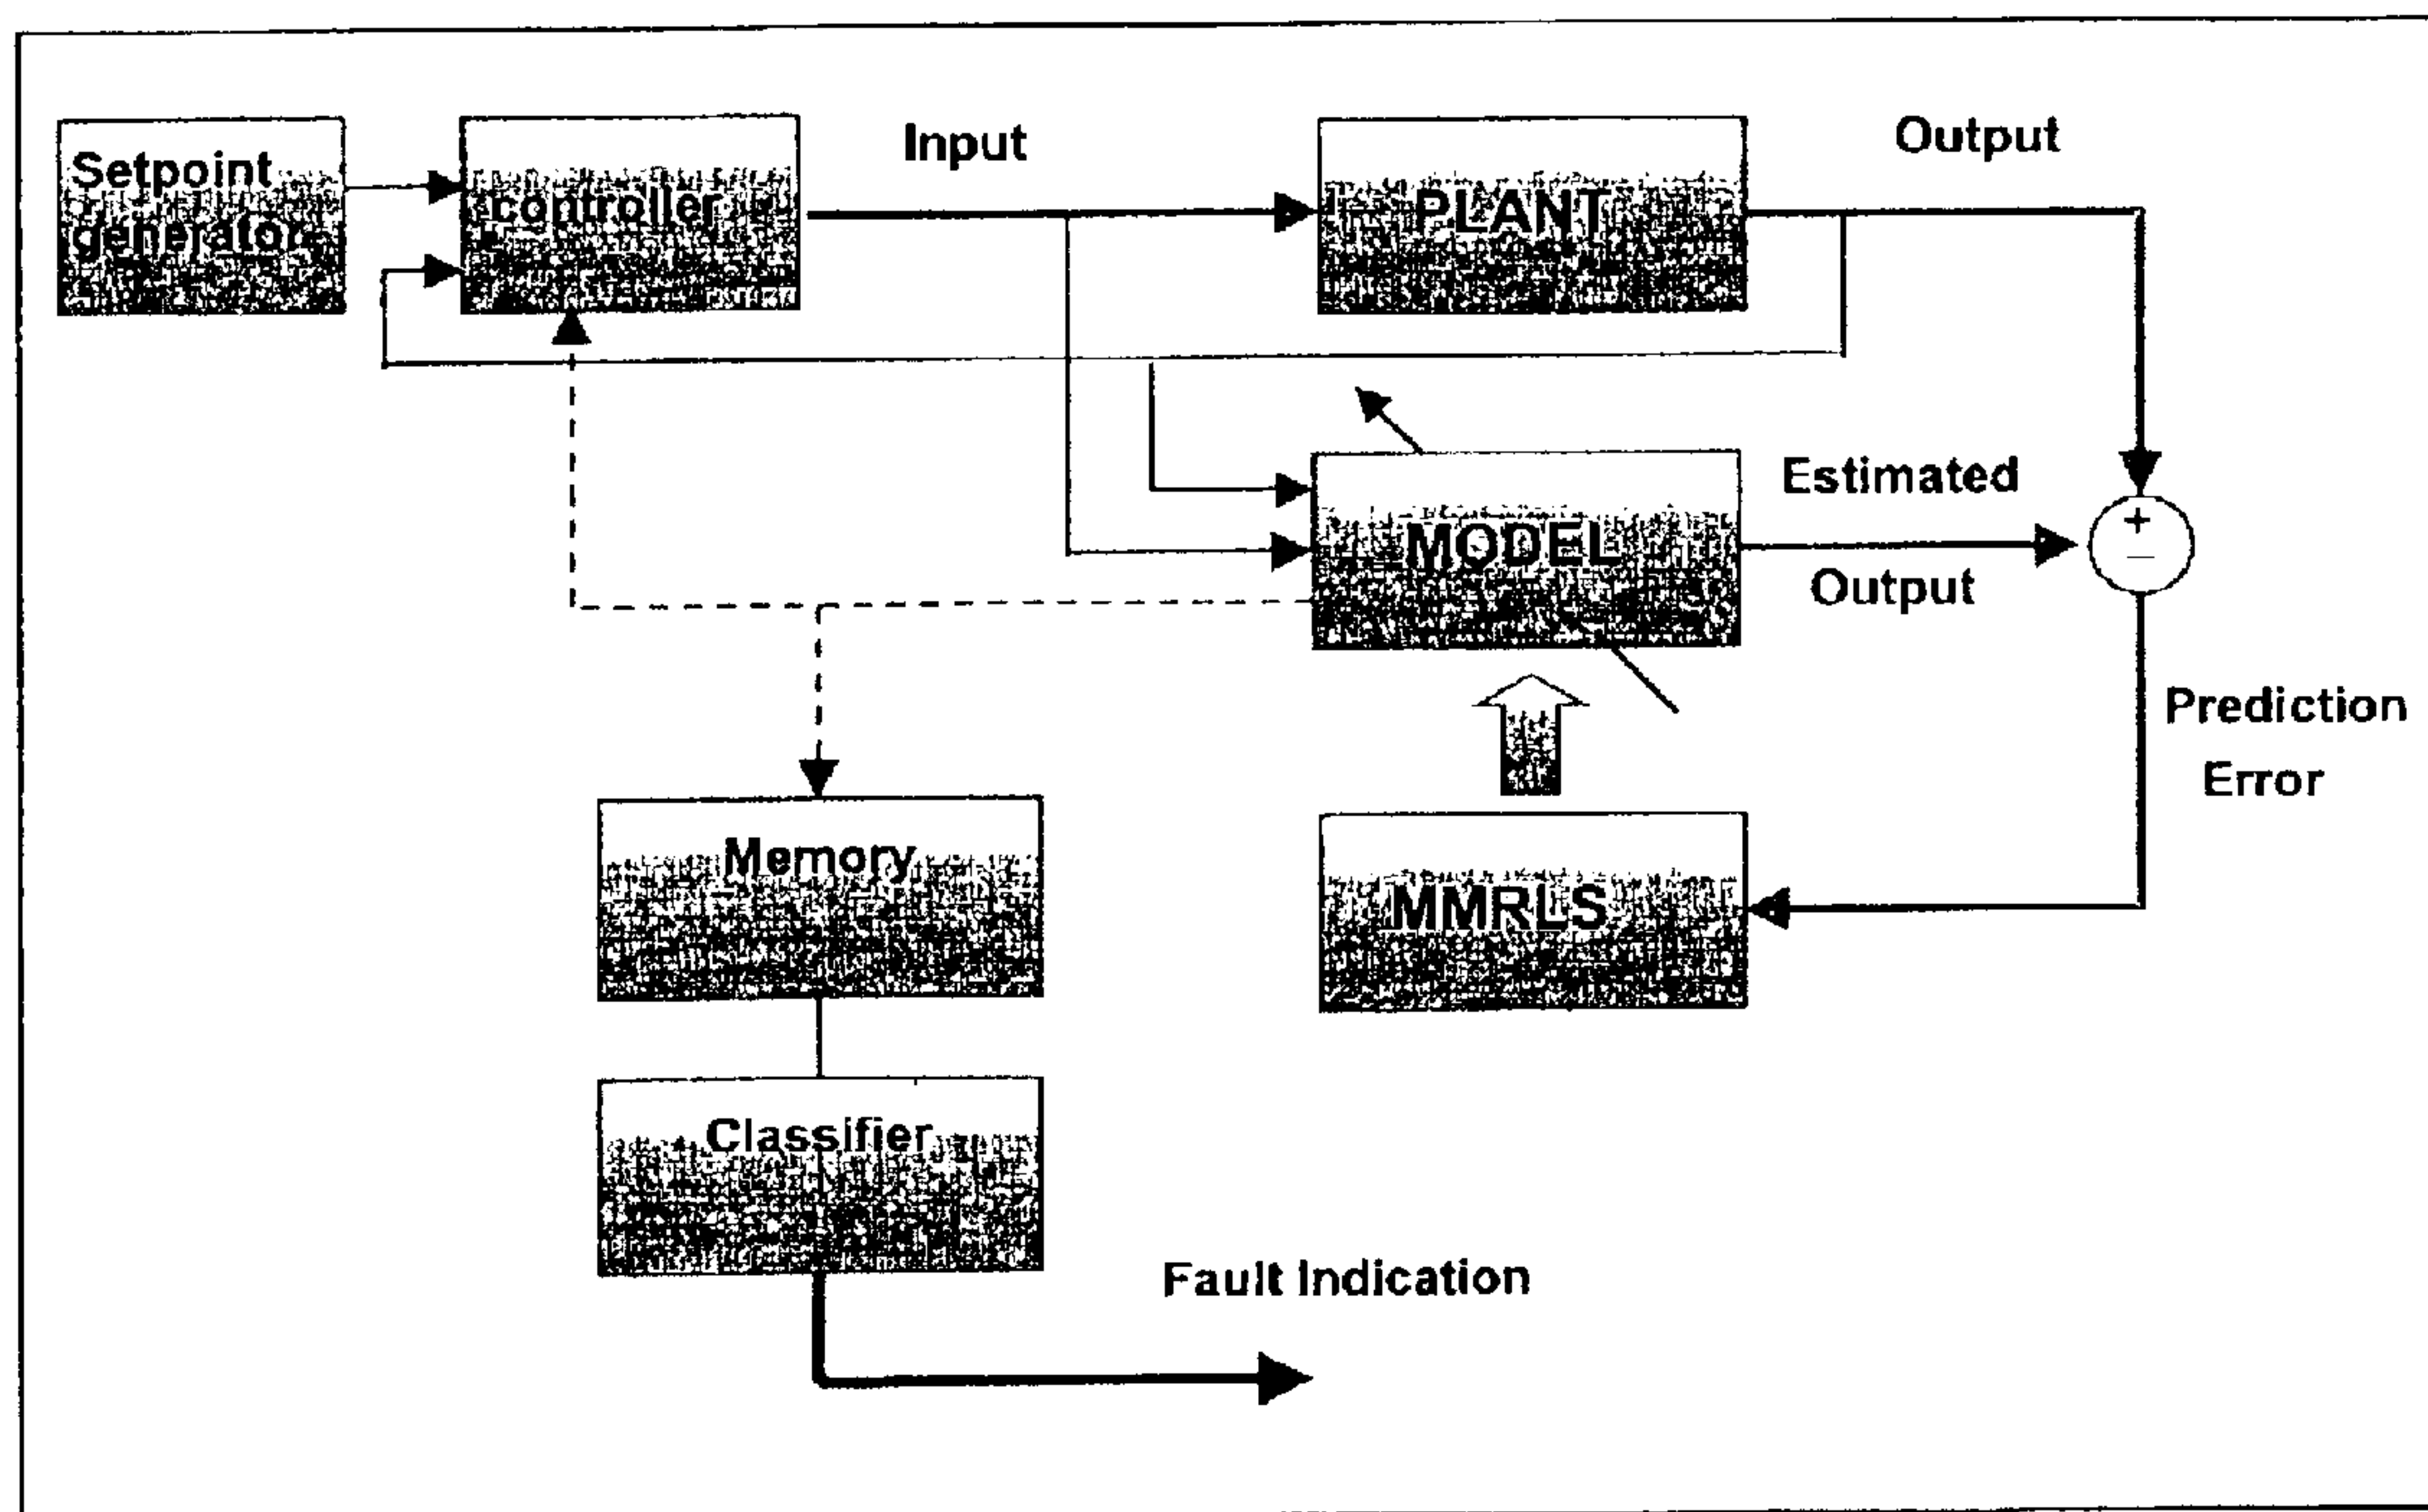 Setpoint
generator
controller
Input
PLANT
Output
MODEL
Estimated
Output
+
−
Prediction
Error
MMRLS
Memory
Classifier
Fault Indication